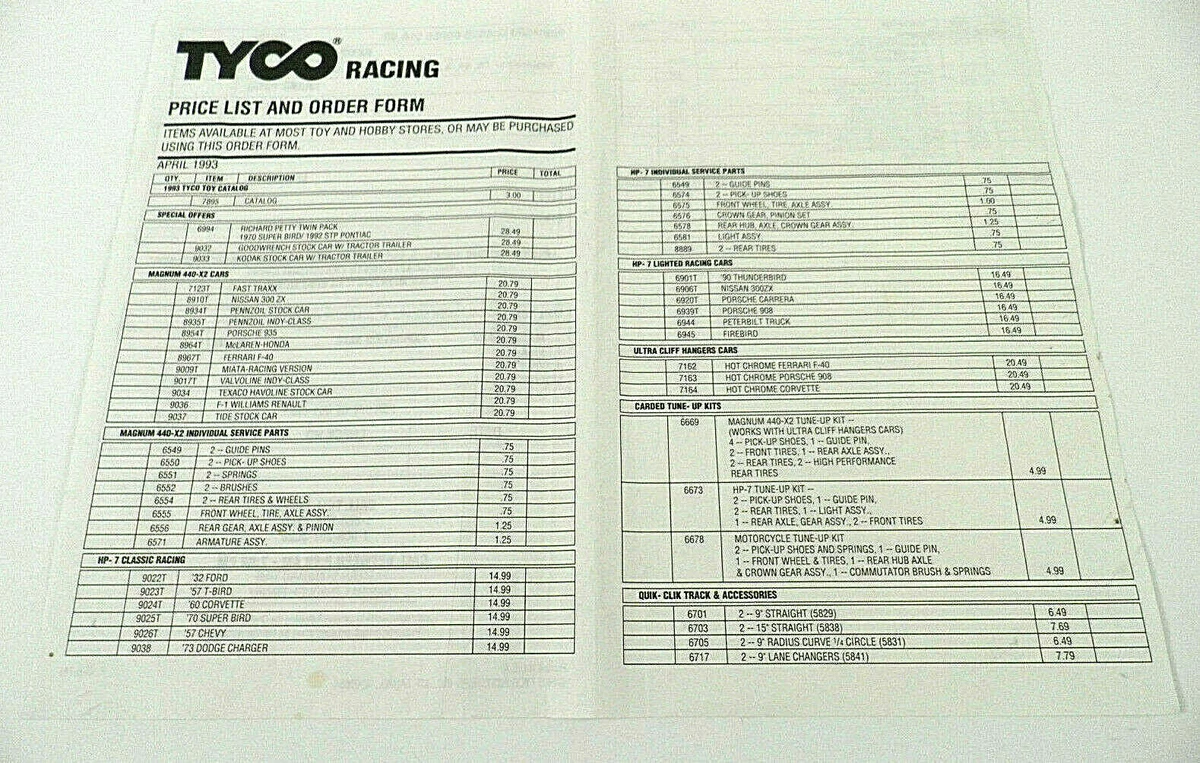 TYCO® RACING
PRICE LIST AND ORDER FORM
ITEMS AVAILABLE AT MOST TOY AND HOBBY STORES, OR MAY BE PURCHASED
USING THIS ORDER FORM.
APRIL 1993
QTY. ITEM DESCRIPTION PRICE TOTAL
1993 TYCO TOY CATALOG
7895 CATALOG 3.00
SPECIAL OFFERS
6994 RICHARD PETTY TWIN PACK
1970 SUPER BIRD/ 1992 STP PONTIAC 28.49
9032 GOODWRENCH STOCK CAR W/ TRACTOR TRAILER 28.49
9033 KODAK STOCK CAR W/ TRACTOR TRAILER 28.49
MAGNUM 440-X2 CARS
7123T FAST TRAXX 20.79
8910T NISSAN 300 ZX 20.79
8934T PENNZOIL STOCK CAR 20.79
8935T PENNZOIL INDY-CLASS 20.79
8954T PORSCHE 935 20.79
8964T McLAREN-HONDA 20.79
8967T FERRARI F-40 20.79
9009T MIATA-RACING VERSION 20.79
9017T VALVOLINE INDY-CLASS 20.79
9034 TEXACO HAVOLINE STOCK CAR 20.79
9036 F-1 WILLIAMS RENAULT 20.79
9037 TIDE STOCK CAR 20.79
MAGNUM 440-X2 INDIVIDUAL SERVICE PARTS
6549 2 -- GUIDE PINS .75
6550 2 -- PICK- UP SHOES .75
6551 2 -- SPRINGS .75
6552 2 -- BRUSHES .75
6554 2 -- REAR TIRES & WHEELS .75
6555 FRONT WHEEL, TIRE, AXLE ASSY. .75
6556 REAR GEAR, AXLE ASSY. & PINION 1.25
6571 ARMATURE ASSY. 1.25
HP- 7 CLASSIC RACING
9022T '32 FORD 14.99
9023T '57 T-BIRD 14.99
9024T '60 CORVETTE 14.99
9025T '70 SUPER BIRD 14.99
9026T '57 CHEVY 14.99
9038 '73 DODGE CHARGER 14.99
HP- 7 INDIVIDUAL SERVICE PARTS
6549 2 -- GUIDE PINS .75
6574 2 -- PICK- UP SHOES .75
6575 FRONT WHEEL, TIRE, AXLE ASSY. 1.00
6576 CROWN GEAR, PINION SET .75
6578 REAR HUB, AXLE, CROWN GEAR ASSY. 1.25
6581 LIGHT ASSY. .75
8889 2 -- REAR TIRES .75
HP- 7 LIGHTED RACING CARS
6901T '90 THUNDERBIRD 16.49
6906T NISSAN 300ZX 16.49
6920T PORSCHE CARRERA 16.49
6939T PORSCHE 908 16.49
6944 PETERBILT TRUCK 16.49
6945 FIREBIRD 16.49
ULTRA CLIFF HANGERS CARS
7162 HOT CHROME FERRARI F-40 20.49
7163 HOT CHROME PORSCHE 908 20.49
7164 HOT CHROME CORVETTE 20.49
CARDED TUNE- UP KITS
6669 MAGNUM 440-X2 TUNE-UP KIT --
(WORKS WITH ULTRA CLIFF HANGERS CARS)
4 -- PICK-UP SHOES, 1 -- GUIDE PIN,
2 -- FRONT TIRES, 1 -- REAR AXLE ASSY.,
2 -- REAR TIRES, 2 -- HIGH PERFORMANCE
REAR TIRES 4.99
6673 HP-7 TUNE-UP KIT --
2 -- PICK-UP SHOES, 1 -- GUIDE PIN,
2 -- REAR TIRES, 1 -- LIGHT ASSY.,
1 -- REAR AXLE, GEAR ASSY., 2 -- FRONT TIRES 4.99
6678 MOTORCYCLE TUNE-UP KIT
2 -- PICK-UP SHOES AND SPRINGS, 1 -- GUIDE PIN,
1 -- FRONT WHEEL & TIRES, 1 -- REAR HUB AXLE
& CROWN GEAR ASSY., 1 -- COMMUTATOR BRUSH & SPRINGS 4.99
QUIK- CLIK TRACK & ACCESSORIES
6701 2 -- 9" STRAIGHT (5829) 6.49
6703 2 -- 15" STRAIGHT (5838) 7.69
6705 2 -- 9" RADIUS CURVE 1/4 CIRCLE (5831) 6.49
6717 2 -- 9" LANE CHANGERS (5841) 7.79